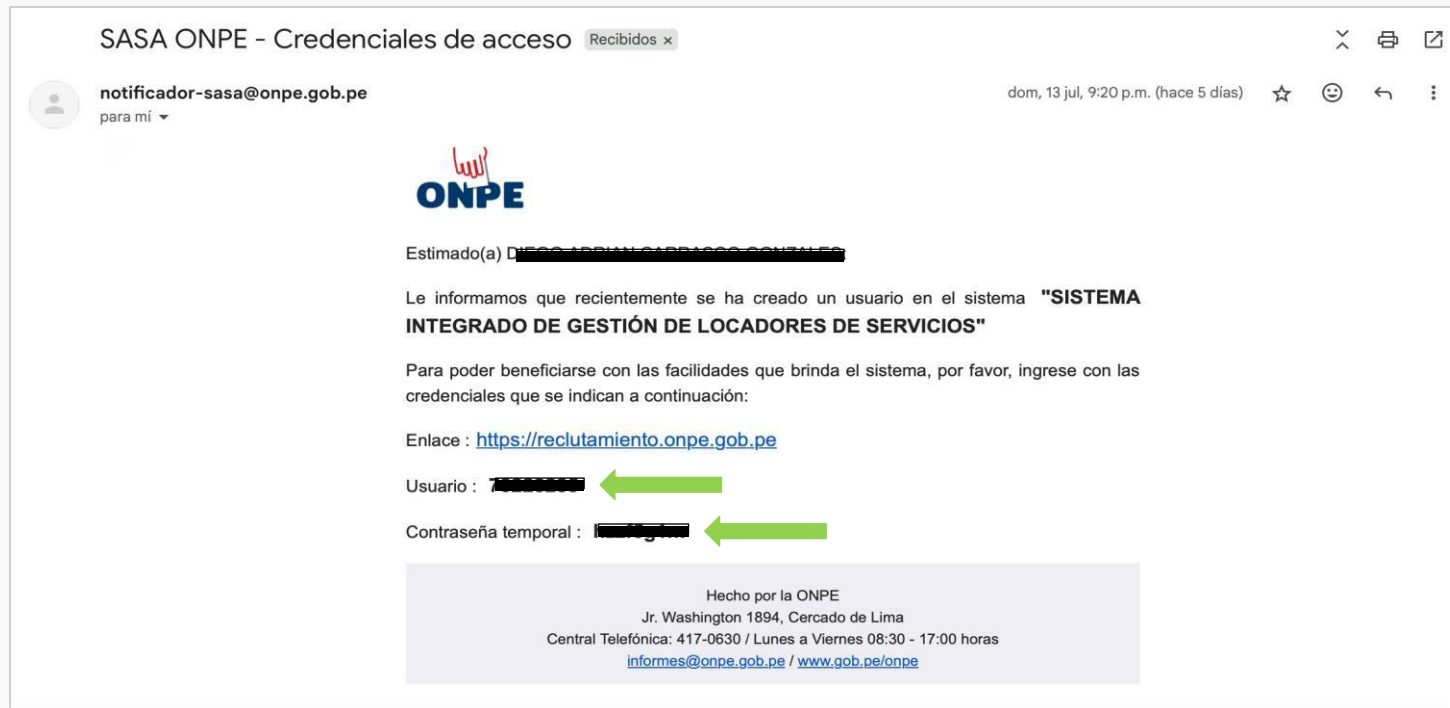 SASA ONPE - Credenciales de acceso Recibidos x
notificador-sasa@onpe.gob.pe dom, 13 jul, 9:20 p.m. (hace 5 días)
para mí
ONPE
Estimado(a)
Le informamos que recientemente se ha creado un usuario en el sistema "SISTEMA
INTEGRADO DE GESTIÓN DE LOCADORES DE SERVICIOS"
Para poder beneficiarse con las facilidades que brinda el sistema, por favor, ingrese con las
credenciales que se indican a continuación:
Enlace : https://reclutamiento.onpe.gob.pe
Usuario :
Contraseña temporal :
Hecho por la ONPE
Jr. Washington 1894, Cercado de Lima
Central Telefónica: 417-0630 / Lunes a Viernes 08:30 - 17:00 horas
informes@onpe.gob.pe / www.gob.pe/onpe